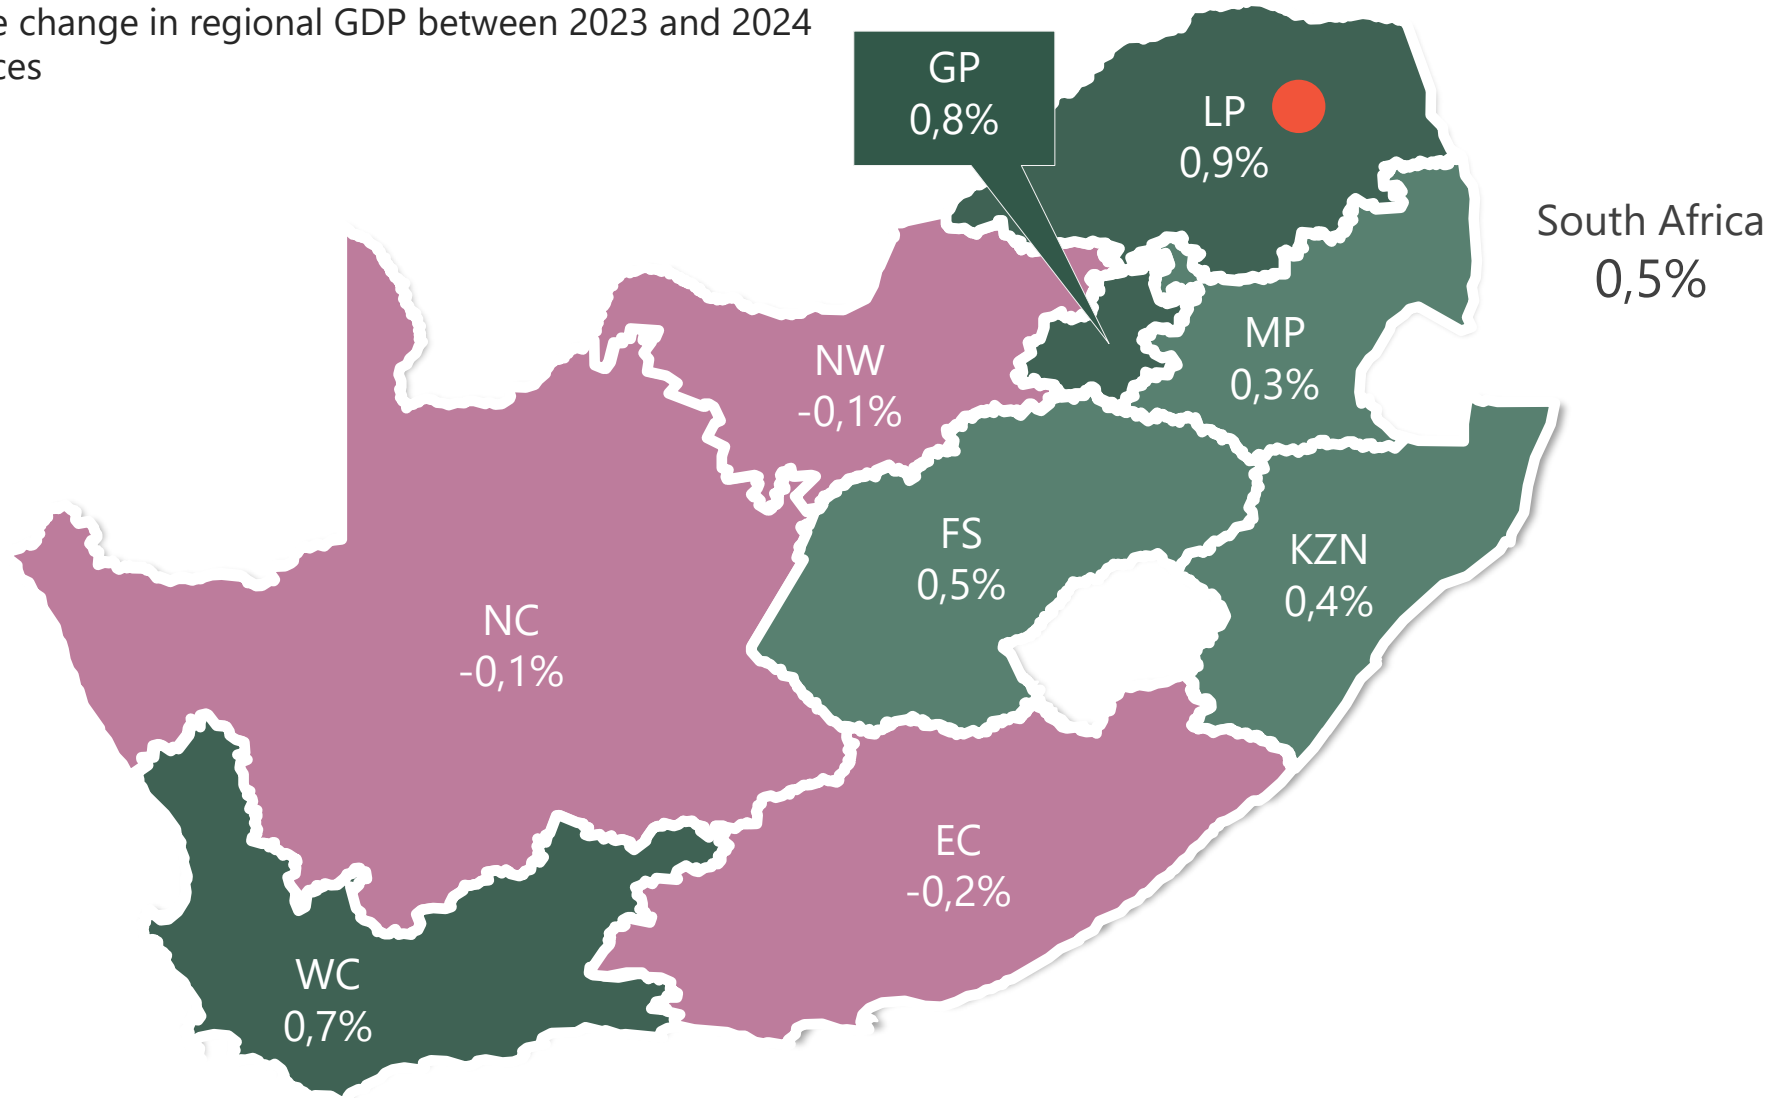 change in regional GDP between 2023 and 2024
GP
0,8%
LP
0,9%
South Africa
0,5%
MP
0,3%
NW
-0,1%
FS
0,5%
KZN
0,4%
NC
-0,1%
EC
-0,2%
WC
0,7%